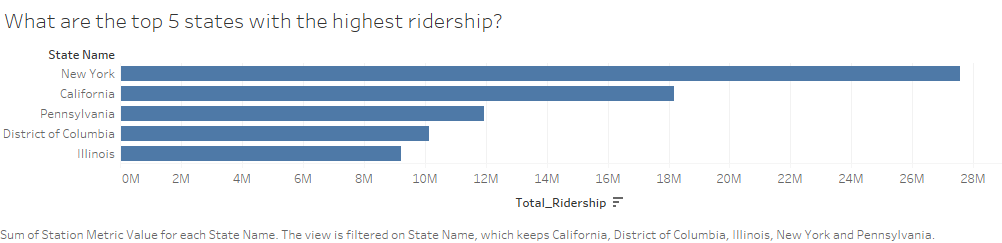 What are the top 5 states with the highest ridership?
State Name
New York
California
Pennsylvania
District of Columbia
Illinois
0M 2M 4M 6M 8M 10M 12M 14M 16M 18M 20M 22M 24M 26M 28M
Total_Ridership
Sum of Station Metric Value for each State Name. The view is filtered on State Name, which keeps California, District of Columbia, Illinois, New York and Pennsylvania.